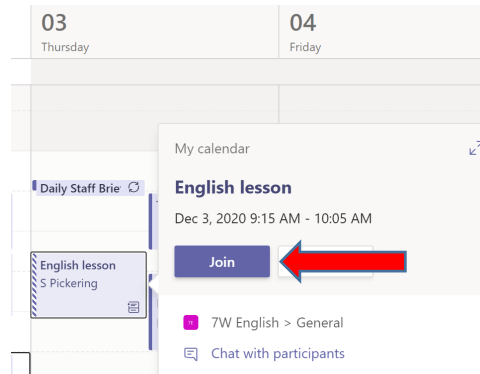 03
Thursday
04
Friday
My calendar
Daily Staff Brie
English lesson
Dec 3, 2020 9:15 AM - 10:05 AM
Join
English lesson
S Pickering
7W English > General
Chat with participants